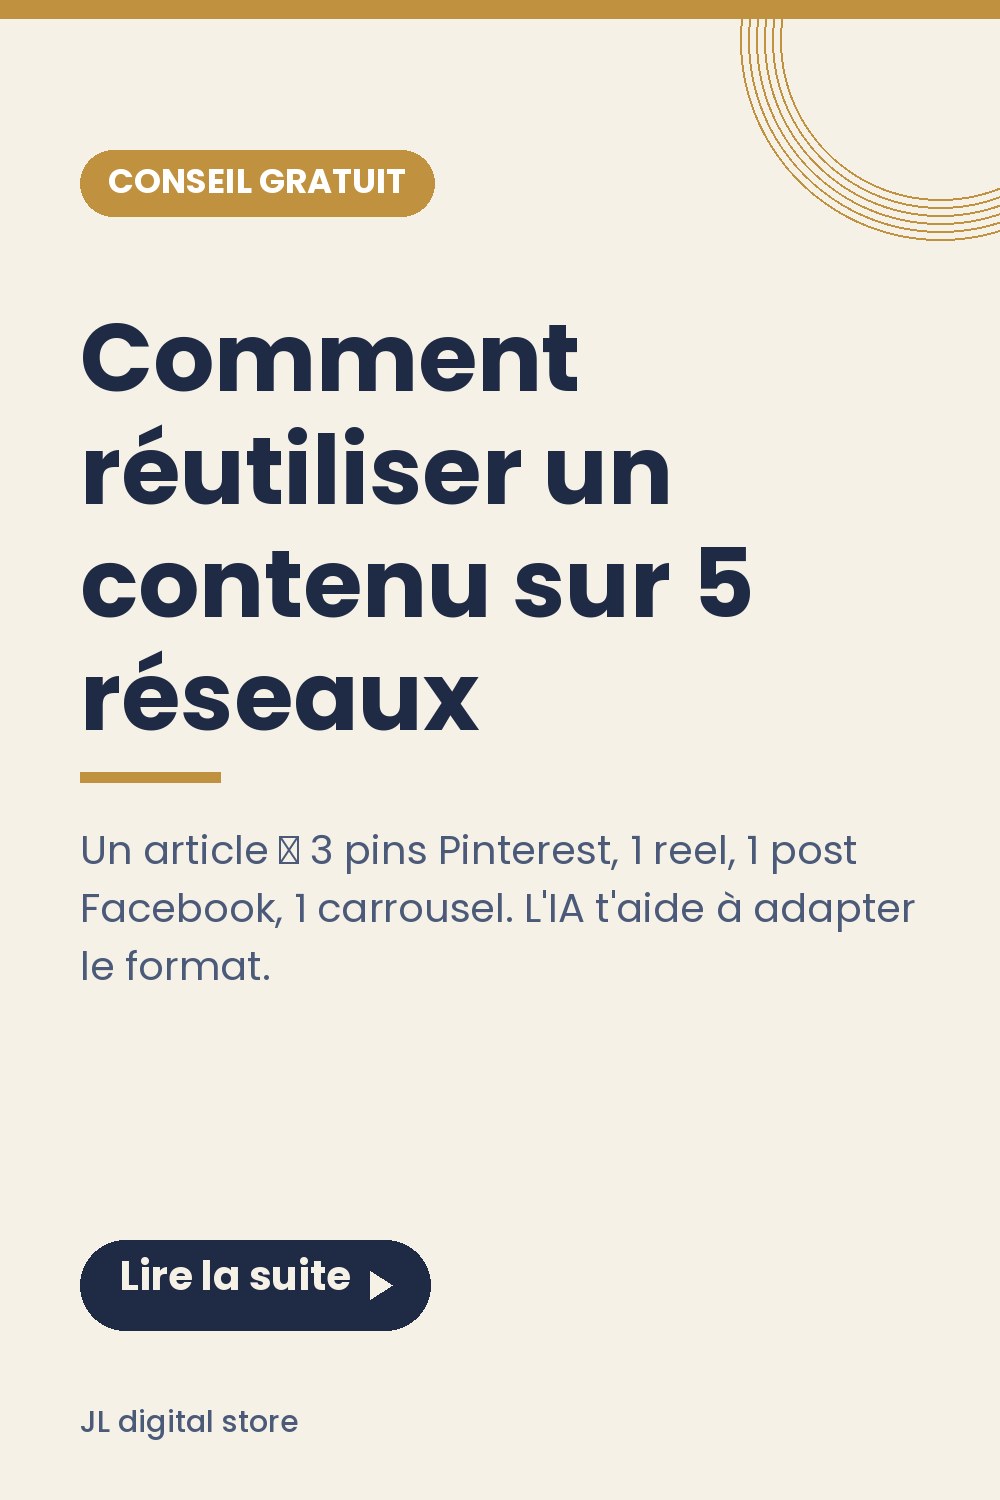 CONSEIL GRATUIT
Comment
réutiliser un
contenu sur 5
réseaux
Un article 3 pins Pinterest, 1 reel, 1 post
Facebook, 1 carrousel. L'IA t'aide à adapter
le format.
Lire la suite
JL digital store